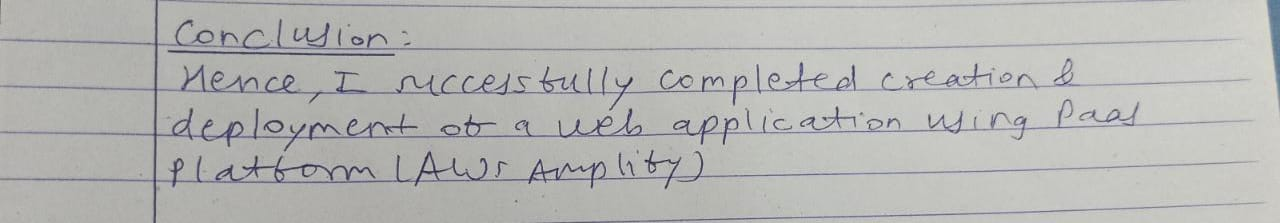 Conclusion:
Hence, I successfully completed creation &
deployment of a web application using Paas
Platform (AWS Amplify)